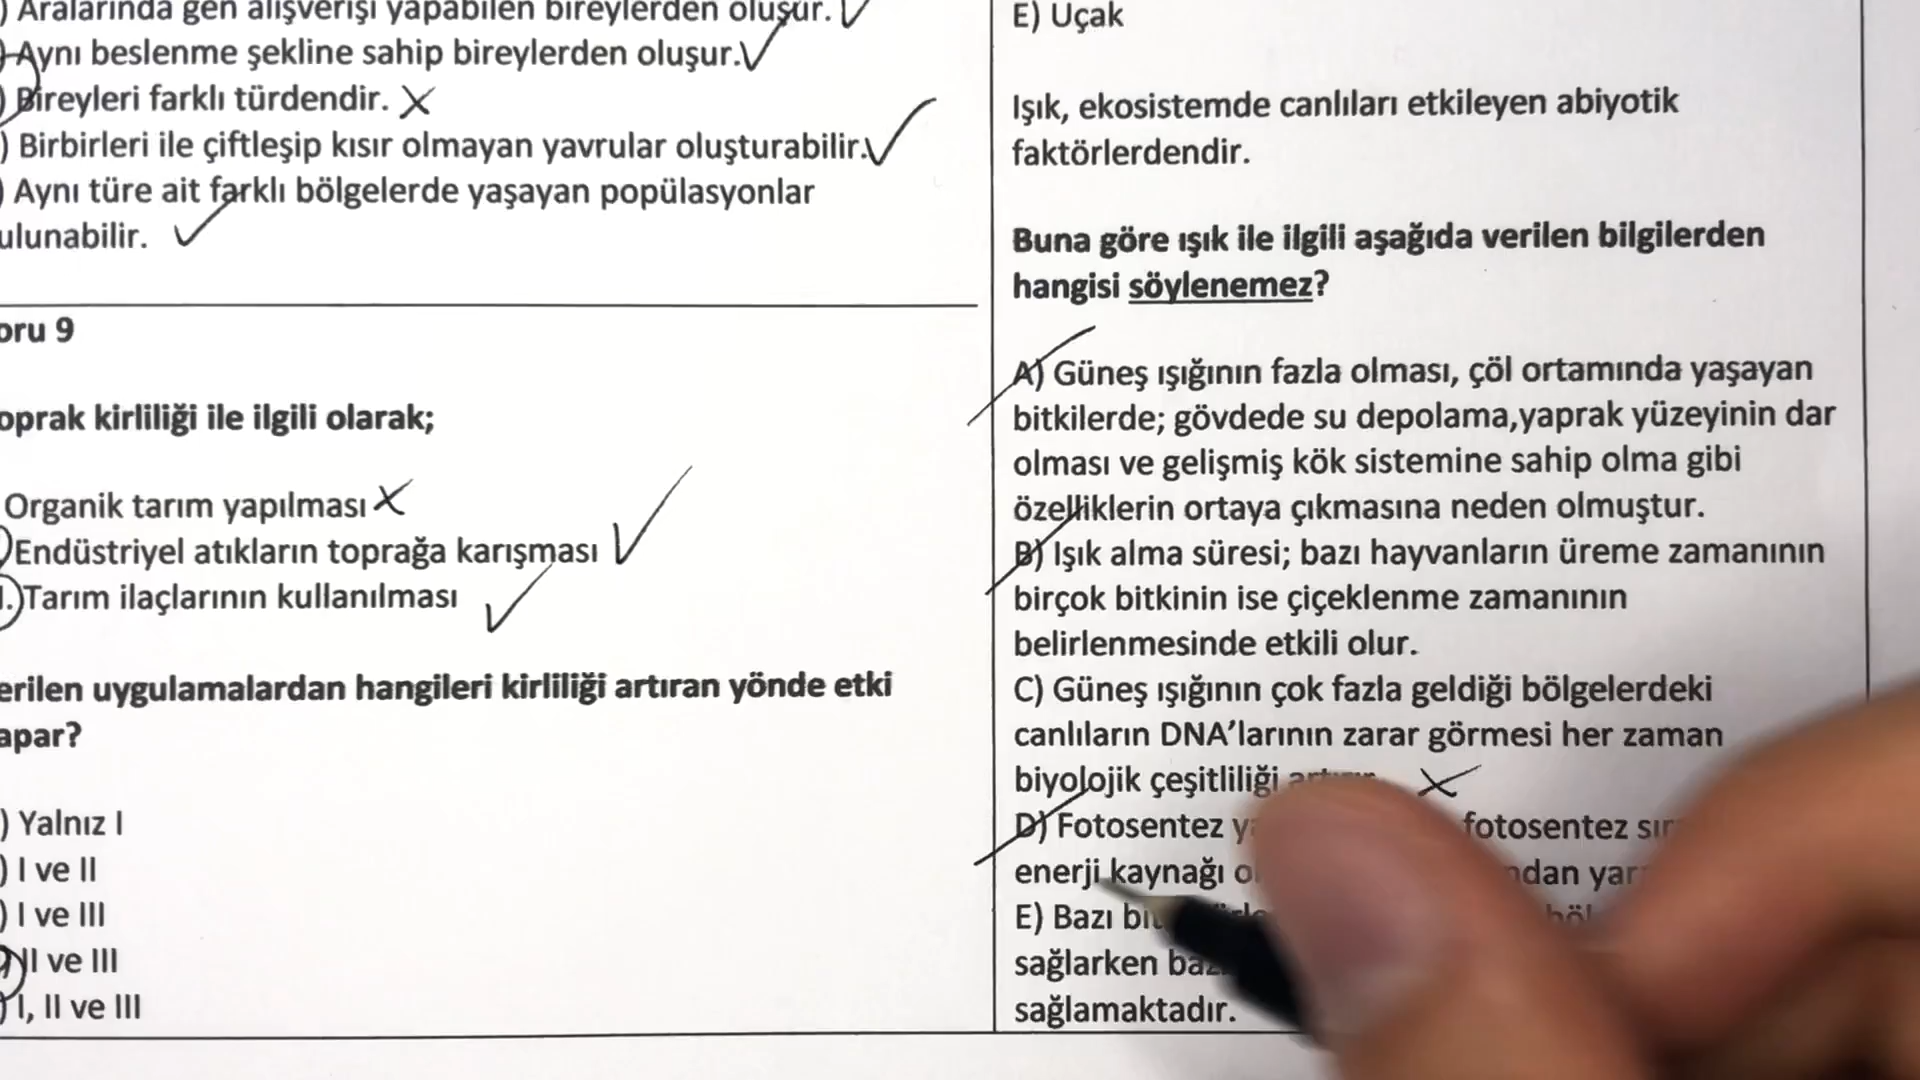 Aralarında gen alışverişi yapabilen bireylerden oluşur.
Aynı beslenme şekline sahip bireylerden oluşur.
Bireyleri farklı türdendir.
) Birbirleri ile çiftleşip kısır olmayan yavrular oluşturabilir.
) Aynı türe ait farklı bölgelerde yaşayan popülasyonlar
ulunabilir.
oru 9
oprak kirliliği ile ilgili olarak;
Organik tarım yapılması
Endüstriyel atıkların toprağa karışması
.)Tarım ilaçlarının kullanılması
erilen uygulamalardan hangileri kirliliği artıran yönde etki
apar?
) Yalnız I
) I ve II
) I ve III
) II ve III
) I, II ve III
E) Uçak
Işık, ekosistemde canlıları etkileyen abiyotik
faktörlerdendir.
Buna göre ışık ile ilgili aşağıda verilen bilgilerden
hangisi söylenemez?
A) Güneş ışığının fazla olması, çöl ortamında yaşayan
bitkilerde; gövdede su depolama,yaprak yüzeyinin dar
olması ve gelişmiş kök sistemine sahip olma gibi
özelliklerin ortaya çıkmasına neden olmuştur.
B) Işık alma süresi; bazı hayvanların üreme zamanının
birçok bitkinin ise çiçeklenme zamanının
belirlenmesinde etkili olur.
C) Güneş ışığının çok fazla geldiği bölgelerdeki
canlıların DNA’larının zarar görmesi her zaman
biyolojik çeşitliliği
D) Fotosentez fotosentez
enerji kaynağı
E) Bazı
sağlarken
sağlamaktadır.